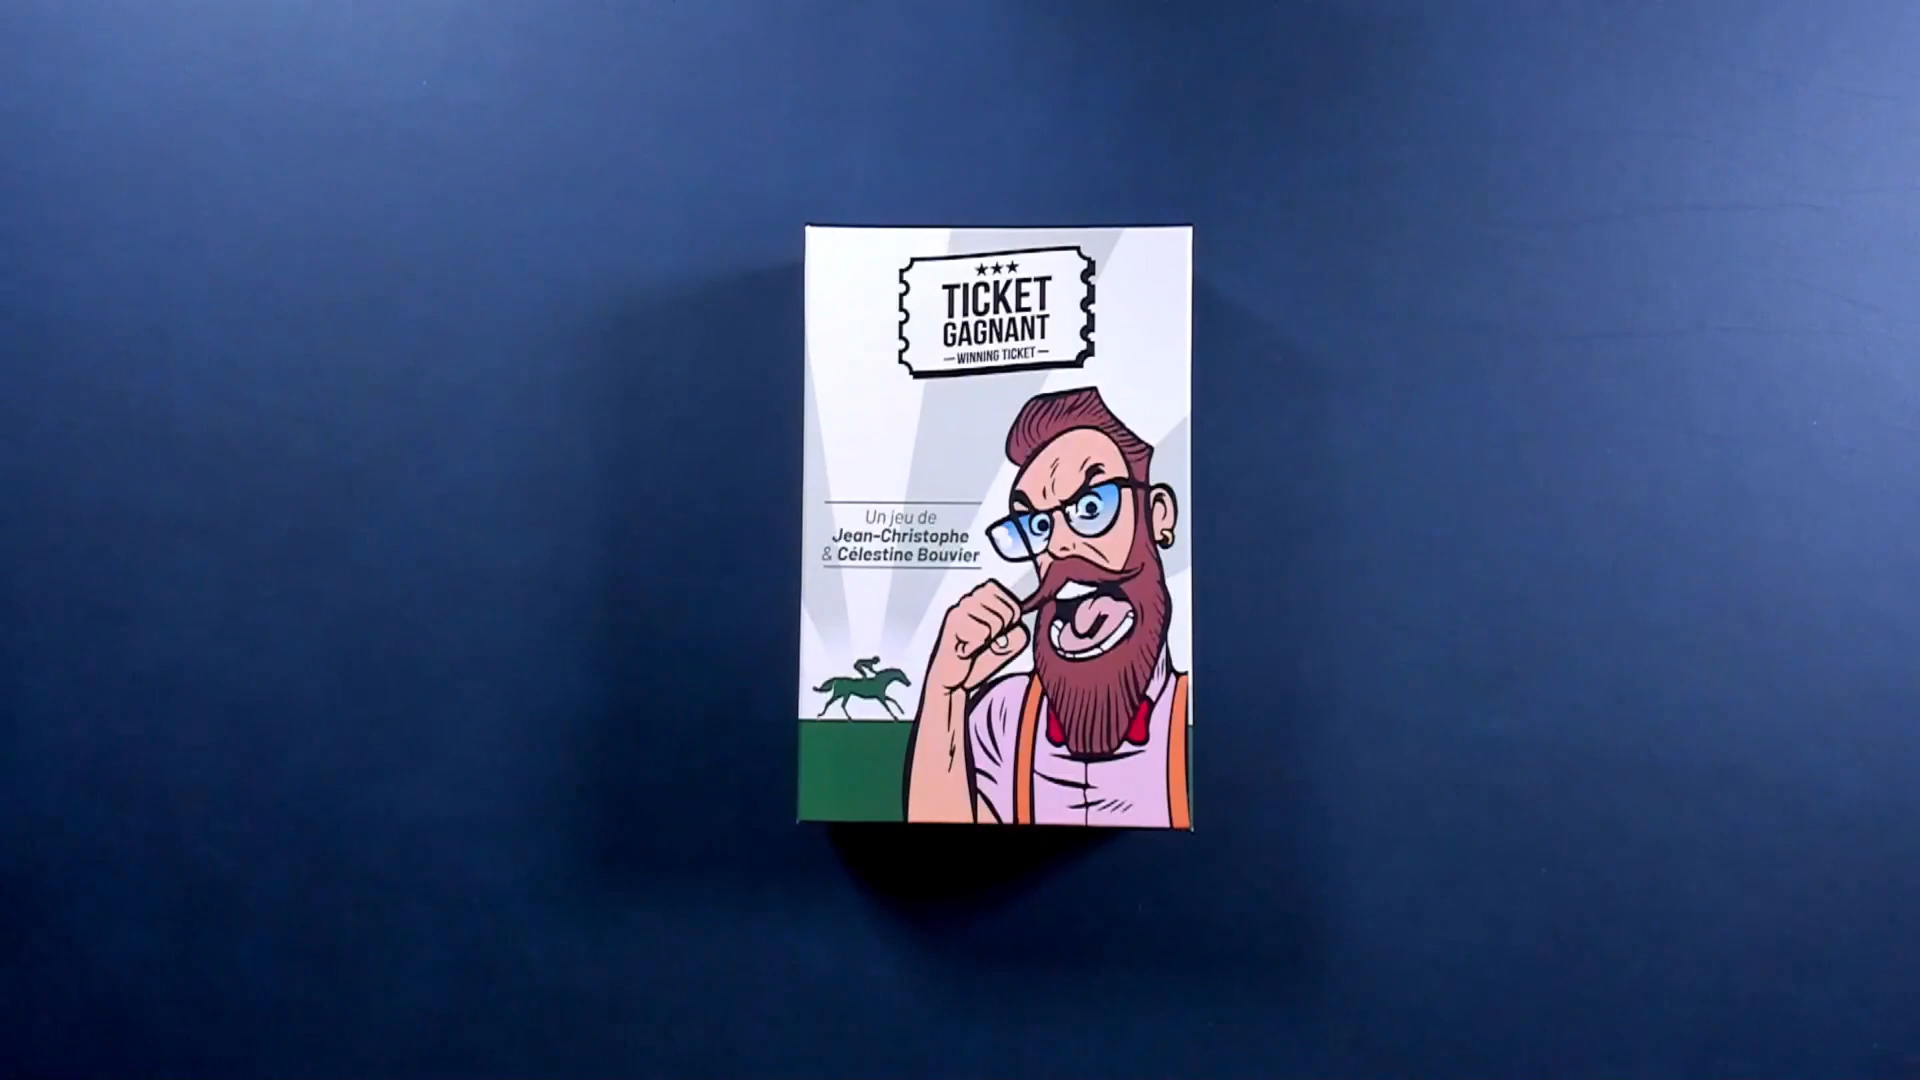 TICKET
GAGNANT
WINNING TICKET
Un jeu de
Jean-Christophe
& Célestine Bouvier